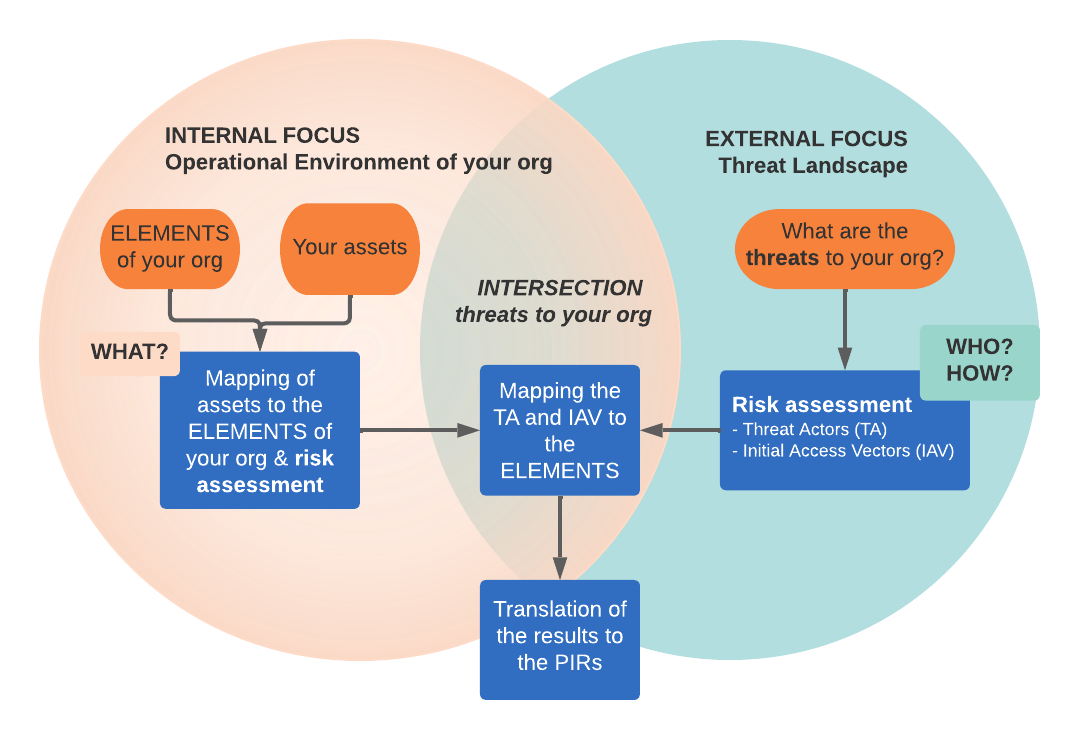 INTERNAL FOCUS
Operational Environment of your org
EXTERNAL FOCUS
Threat Landscape
ELEMENTS
of your org
Your assets
What are the
threats to your org?
INTERSECTION
threats to your org
WHAT?
WHO?
HOW?
Mapping of
assets to the
ELEMENTS of
your org & risk
assessment
Mapping the
TA and IAV to
the
ELEMENTS
Risk assessment
- Threat Actors (TA)
- Initial Access Vectors (IAV)
Translation of
the results to
the PIRs